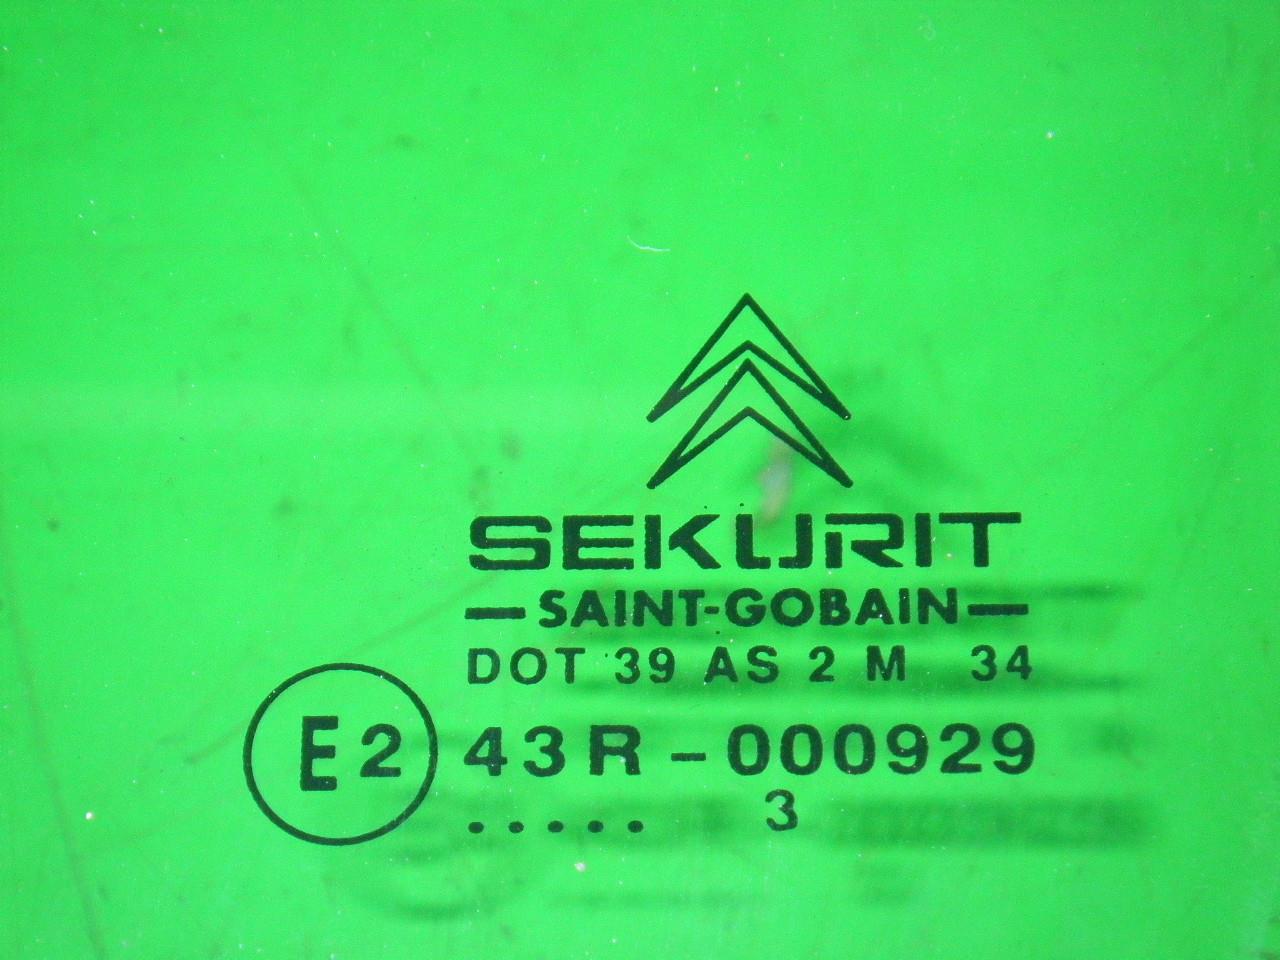 SEKURIT
—SAINT-GOBAIN—
DOT 39 AS 2 M 34
E2 43R-000929
..... 3